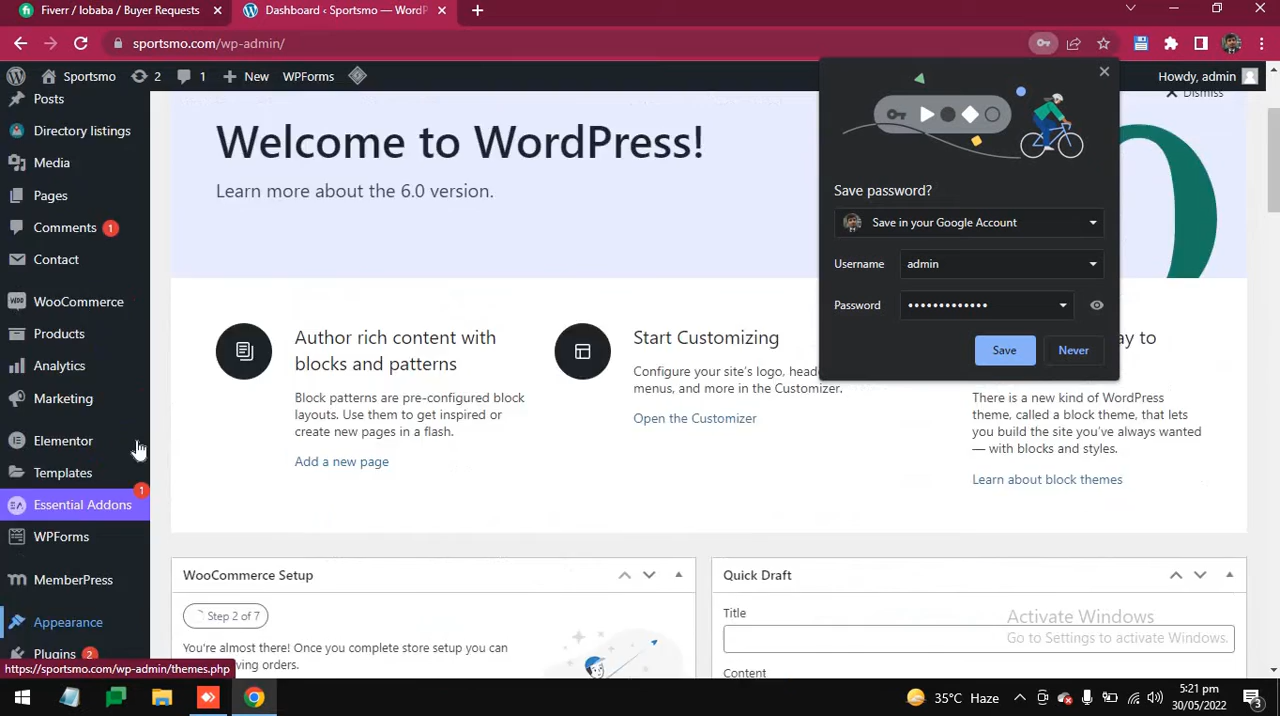 Fiverr / Iobaba / Buyer Requests
Dashboard ‹ Sportsmo — WordP
sportsmo.com/wp-admin/
Sportsmo
2
1
New
WPForms
Howdy, admin
Dismiss
Posts
Directory listings
Media
Pages
Comments 1
Contact
WooCommerce
Products
Analytics
Marketing
Elementor
Templates
Essential Addons 1
WPForms
MemberPress
Appearance
Plugins 2
https://sportsmo.com/wp-admin/themes.php
Welcome to WordPress!
Learn more about the 6.0 version.
Author rich content with
blocks and patterns
Block patterns are pre-configured block
layouts. Use them to get inspired or
create new pages in a flash.
Add a new page
Start Customizing
Configure your site's logo, head
menus, and more in the Customizer.
Open the Customizer
ay to
There is a new kind of WordPress
theme, called a block theme, that lets
you build the site you've always wanted
— with blocks and styles.
Learn about block themes
Save password?
Save in your Google Account
Username
admin
Password
•••••••••••••
Save
Never
WooCommerce Setup
Step 2 of 7
You're almost there! Once you complete store setup you can
ving orders.
Quick Draft
Title
Content
Activate Windows
Go to Settings to activate Windows.
35°C Haze
5:21 pm
30/05/2022
3